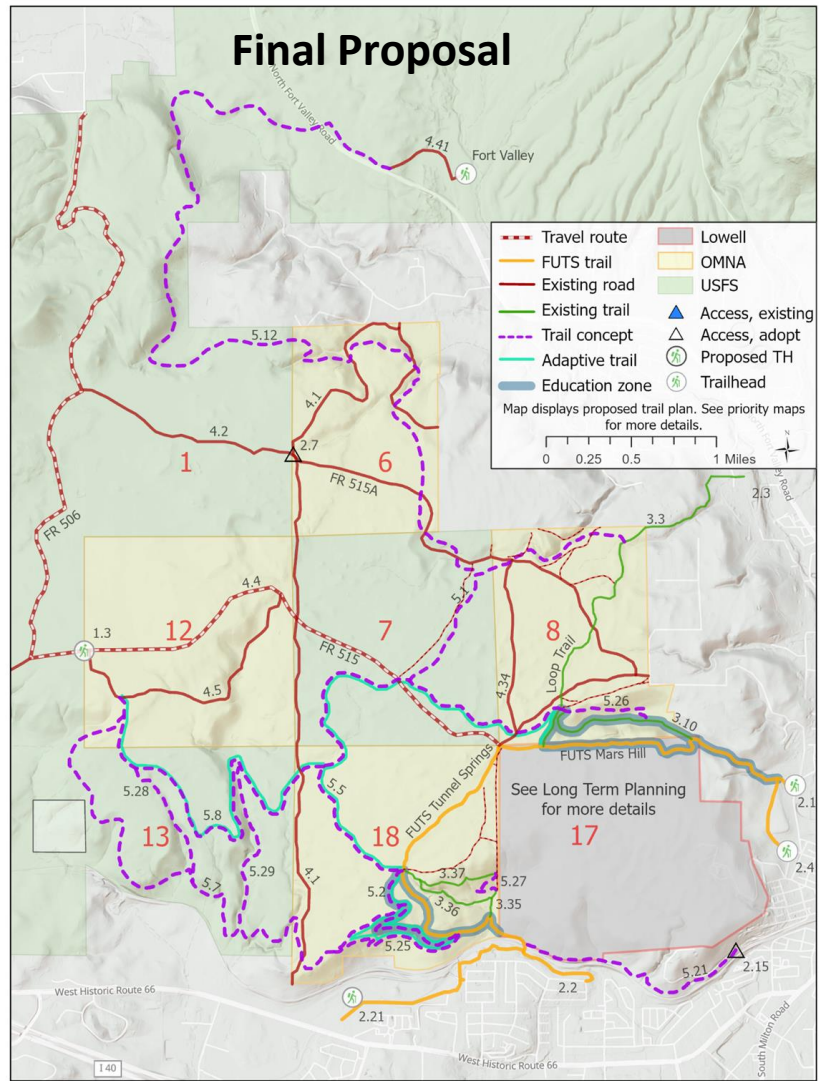 Final Proposal
North Fort Valley Road
4.41
Fort Valley
Travel route
FUTS trail
Existing road
Existing trail
Trail concept
Adaptive trail
Education zone
Lowell
OMNA
USFS
Access, existing
Access, adopt
Proposed TH
Trailhead
Map displays proposed trail plan. See priority maps
for more details.
0 0.25 0.5 1 Miles
5.12
4.1
4.2
2.7
1
6
FR 515A
FR 506
2.3
3.3
4.4
5.1
1.3
12
7
8
FR 515
Loop Trail
4.5
4.34
5.26
3.10
FUTS Mars Hill
FUTS Tunnel Springs
See Long Term Planning
for more details
17
2.1
5.28
5.5
5.8
13
18
2.4
5.29
3.37
5.27
5.7
4.1
5.2
3.36
3.35
5.25
5.21
2.15
2.2
2.21
West Historic Route 66
West Historic Route 66
South Milton Road
I 40